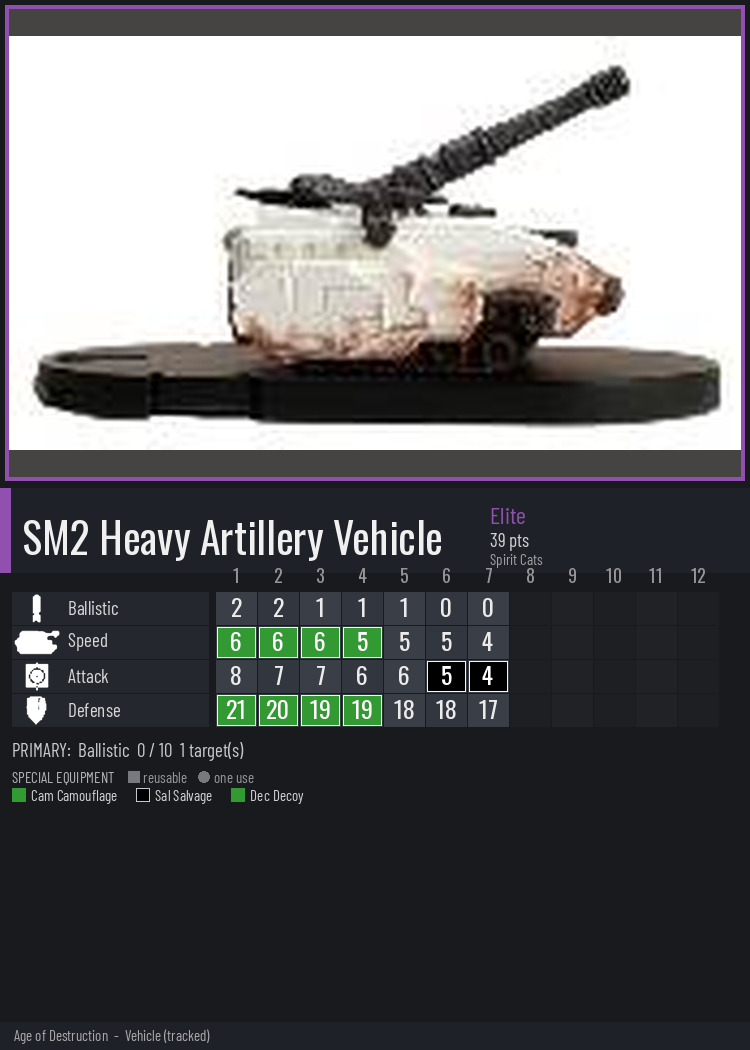 SM2 Heavy Artillery Vehicle
Elite
39 pts
Spirit Cats
1 2 3 4 5 6 7 8 9 10 11 12
Ballistic 2 2 1 1 1 0 0
Speed 6 6 6 5 5 5 4
Attack 8 7 7 6 6 5 4
Defense 21 20 19 19 18 18 17
PRIMARY: Ballistic 0 / 10 1 target(s)
SPECIAL EQUIPMENT reusable one use
Cam Camouflage Sal Salvage Dec Decoy
Age of Destruction - Vehicle (tracked)